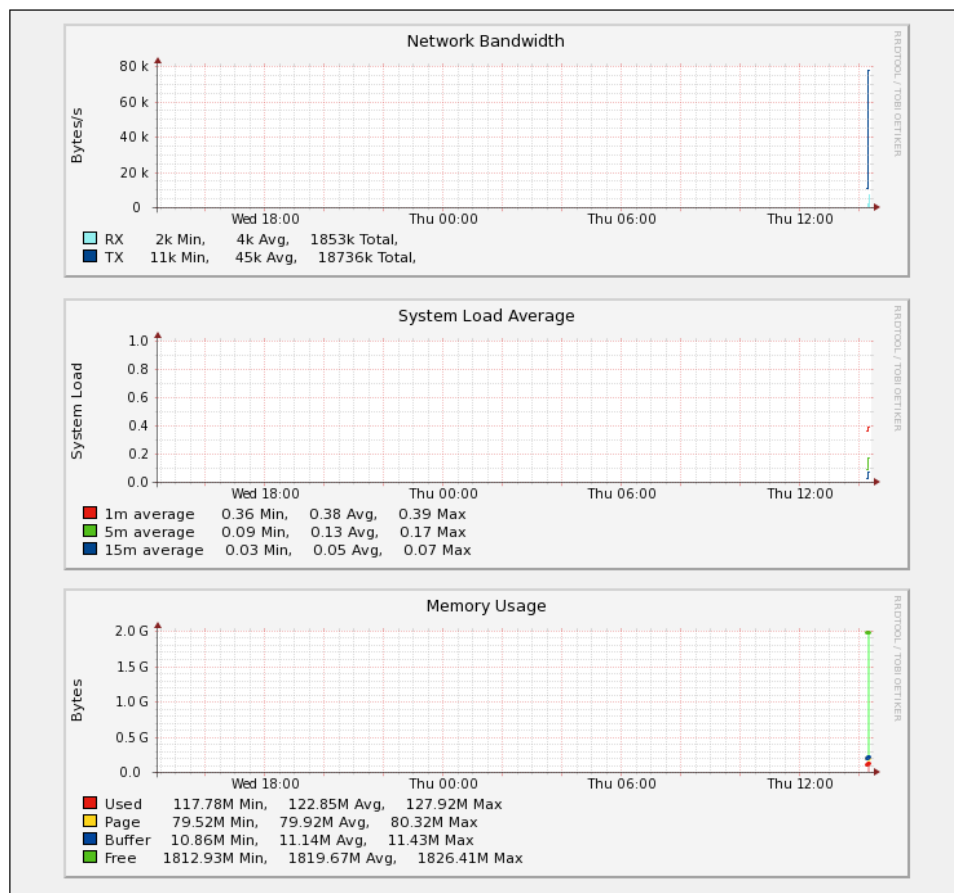 Network Bandwidth
RRDTOOL / TOBI OETIKER
Bytes/s
80 k
60 k
40 k
20 k
0
Wed 18:00 Thu 00:00 Thu 06:00 Thu 12:00
RX 2k Min, 4k Avg, 1853k Total,
TX 11k Min, 45k Avg, 18736k Total,
System Load Average
RRDTOOL / TOBI OETIKER
System Load
1.0
0.8
0.6
0.4
0.2
0.0
Wed 18:00 Thu 00:00 Thu 06:00 Thu 12:00
1m average 0.36 Min, 0.38 Avg, 0.39 Max
5m average 0.09 Min, 0.13 Avg, 0.17 Max
15m average 0.03 Min, 0.05 Avg, 0.07 Max
Memory Usage
RRDTOOL / TOBI OETIKER
Bytes
2.0 G
1.5 G
1.0 G
0.5 G
0.0
Wed 18:00 Thu 00:00 Thu 06:00 Thu 12:00
Used 117.78M Min, 122.85M Avg, 127.92M Max
Page 79.52M Min, 79.92M Avg, 80.32M Max
Buffer 10.86M Min, 11.14M Avg, 11.43M Max
Free 1812.93M Min, 1819.67M Avg, 1826.41M Max